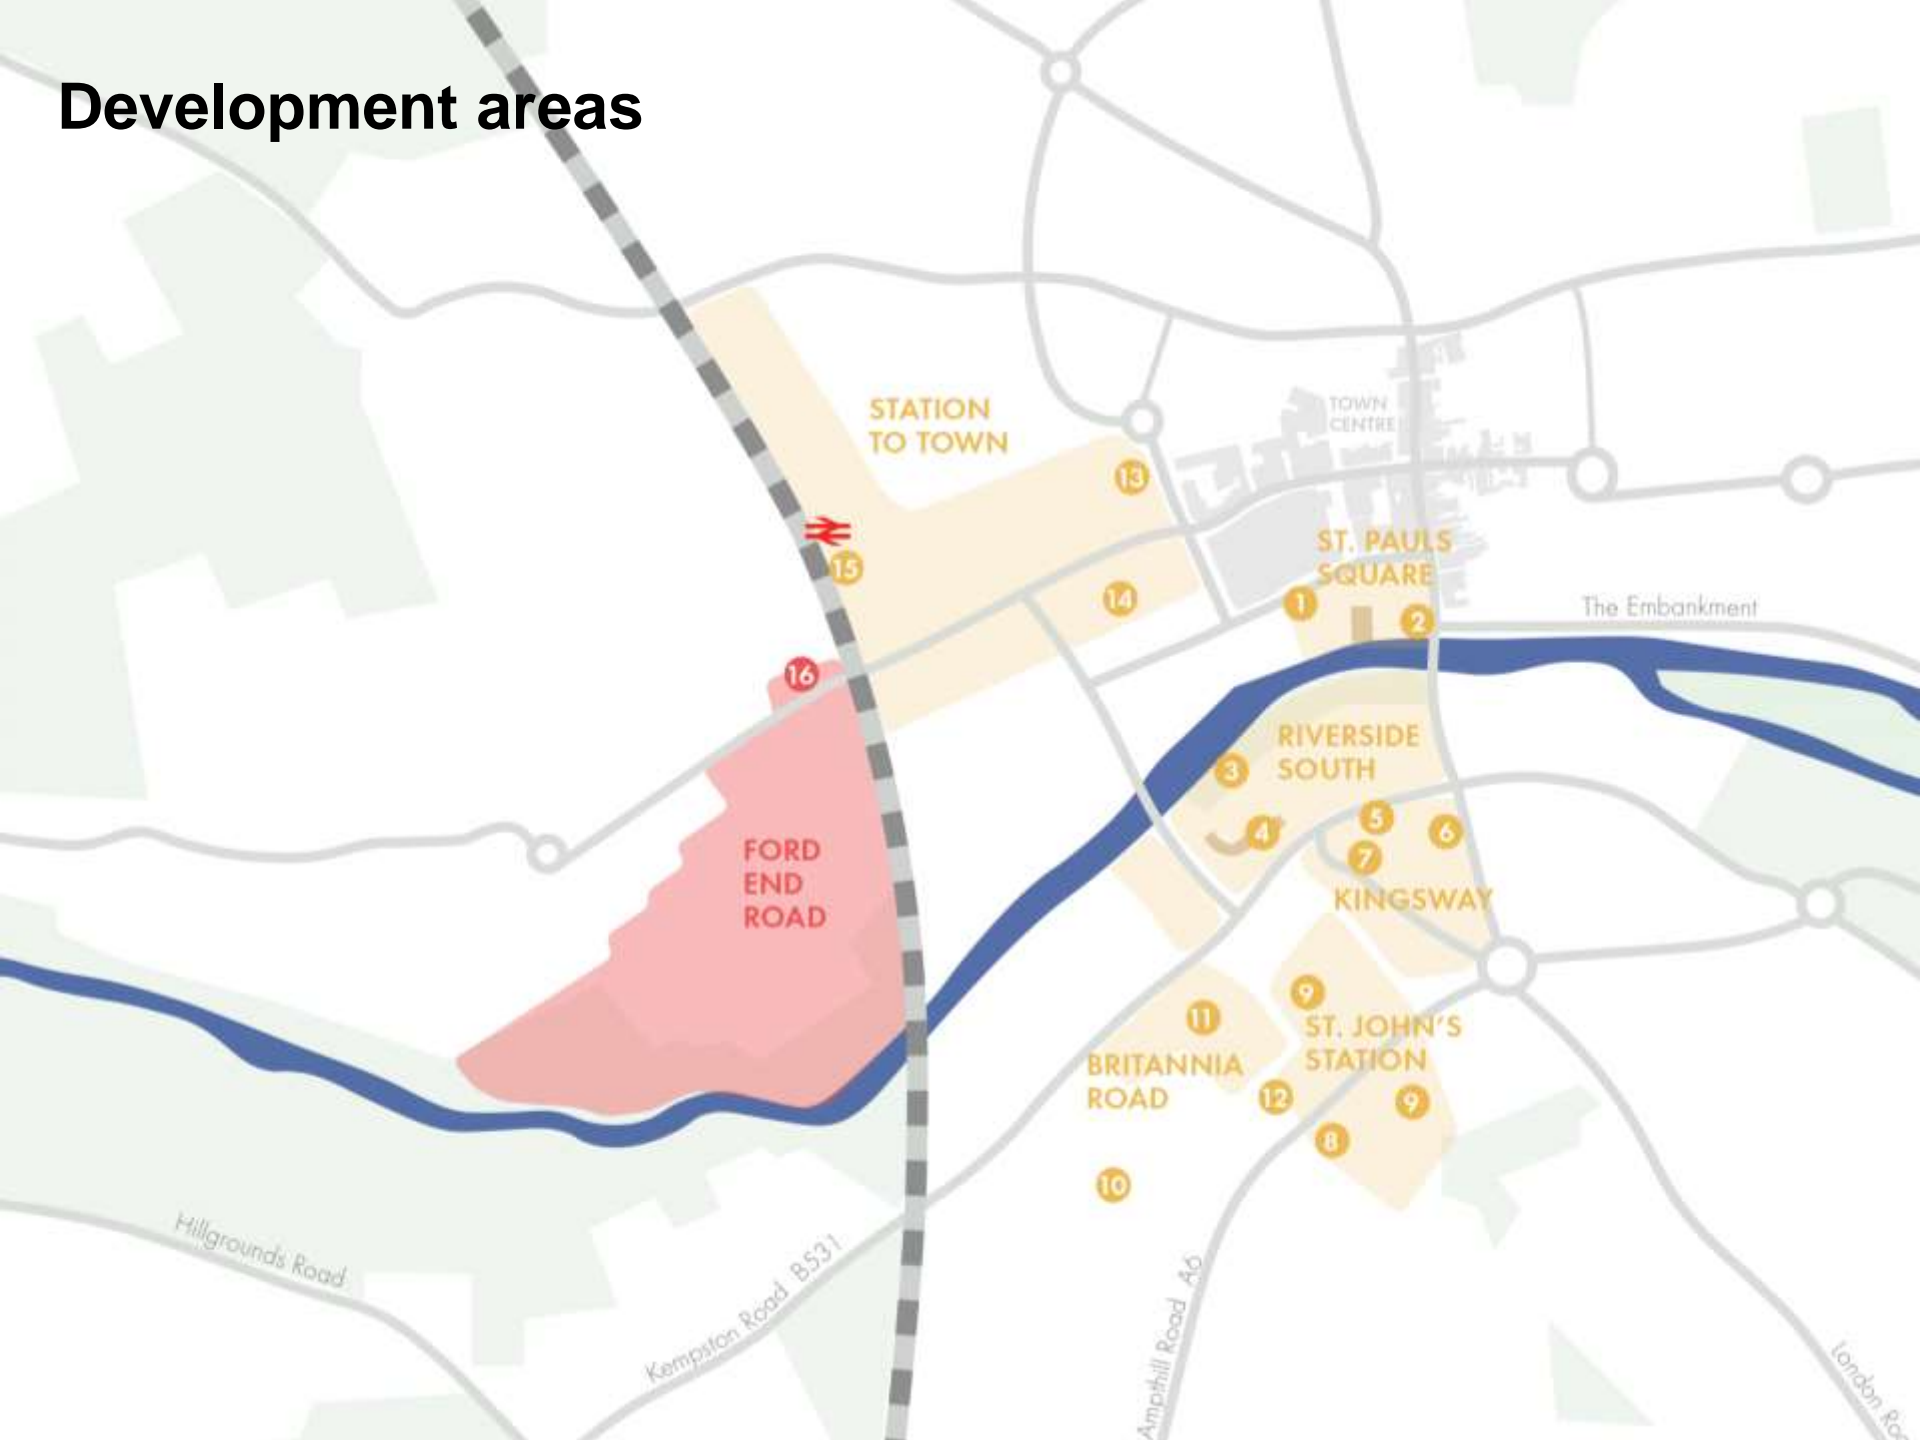 Development areas
STATION
TO TOWN
TOWN
CENTRE
13
15
14
ST. PAULS
SQUARE
1
2
The Embankment
16
RIVERSIDE
SOUTH
3
4
5
6
7
KINGSWAY
FORD
END
ROAD
9
11
ST. JOHN'S
STATION
BRITANNIA
ROAD
12
9
8
10
Hillgrounds Road
Kempston Road B531
Ampthill Road A6
London Roa